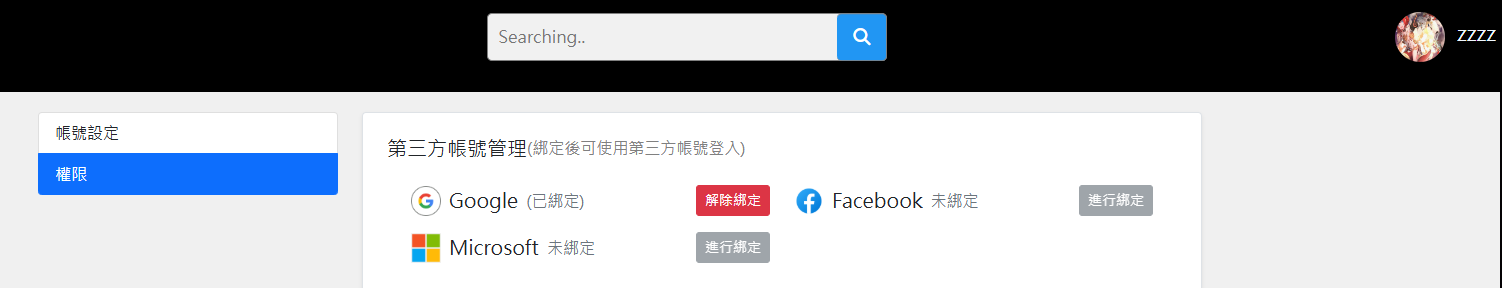 Searching..
zzzz
帳號設定
權限
第三方帳號管理(綁定後可使用第三方帳號登入)
Google (已綁定) 解除綁定 Facebook 未綁定 進行綁定
Microsoft 未綁定 進行綁定